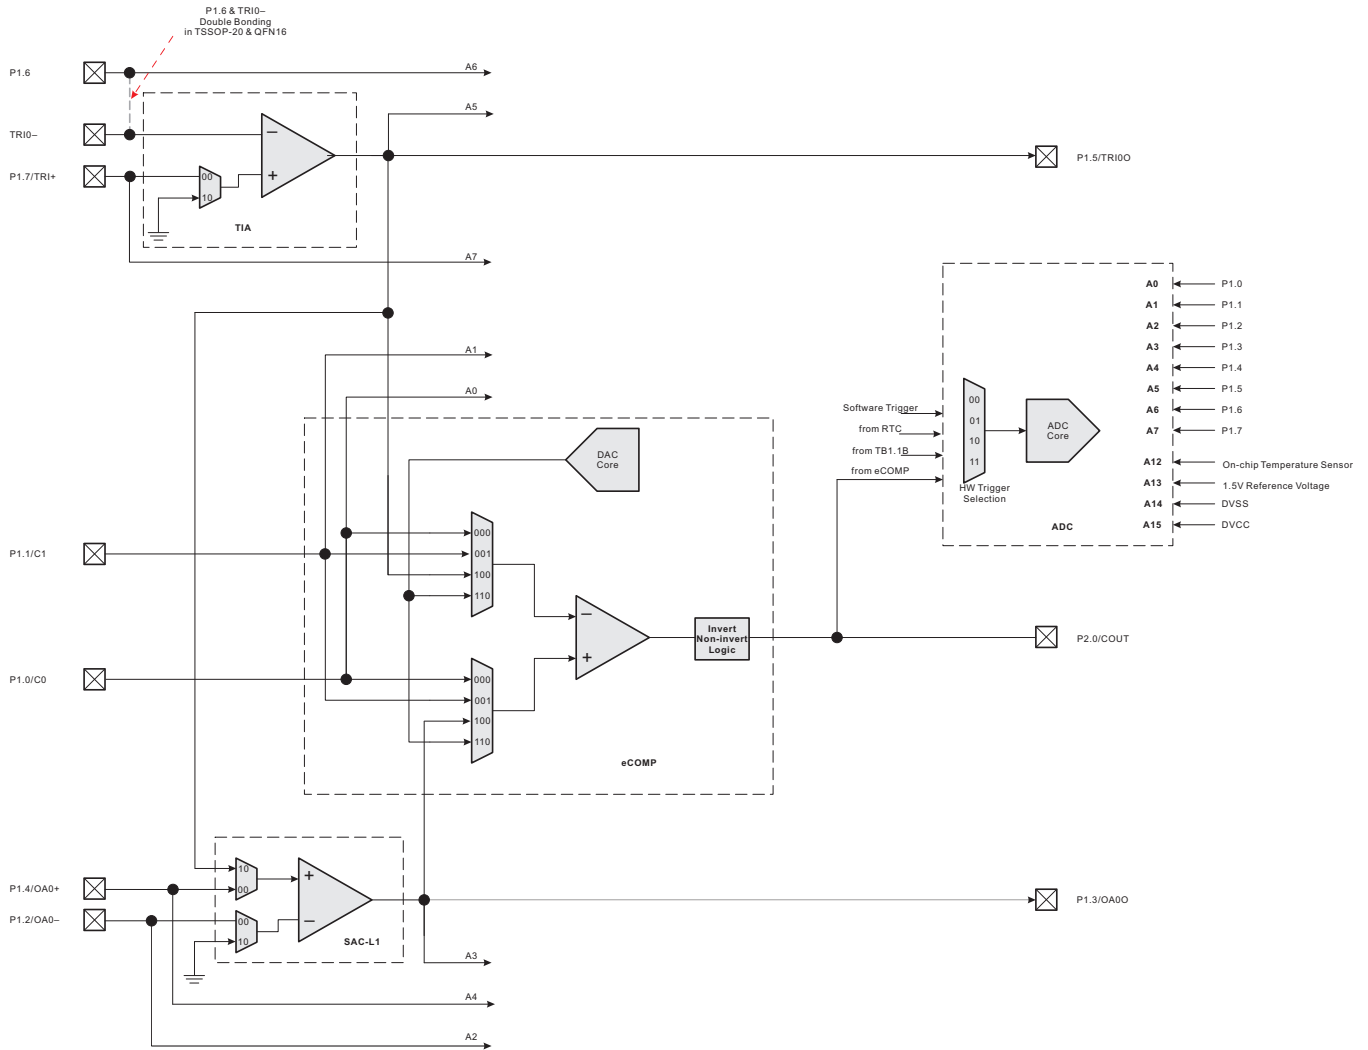 P1.6 & TRI0–
Double Bonding
in TSSOP-20 & QFN16
P1.6
A6
A5
TRI0–
P1.5/TRI0O
P1.7/TRI+
00
10
TIA
A7
A1
A0
DAC
Core
P1.1/C1
000
001
100
110
Invert
Non-invert
Logic
P2.0/COUT
P1.0/C0
000
001
100
110
eCOMP
Software Trigger
from RTC
from TB1.1B
from eCOMP
00
01
10
11
HW Trigger
Selection
ADC
Core
ADC
A0 P1.0
A1 P1.1
A2 P1.2
A3 P1.3
A4 P1.4
A5 P1.5
A6 P1.6
A7 P1.7
A12 On-chip Temperature Sensor
A13 1.5V Reference Voltage
A14 DVSS
A15 DVCC
P1.4/OA0+
10
00
P1.2/OA0–
00
10
SAC-L1
P1.3/OA0O
A3
A4
A2